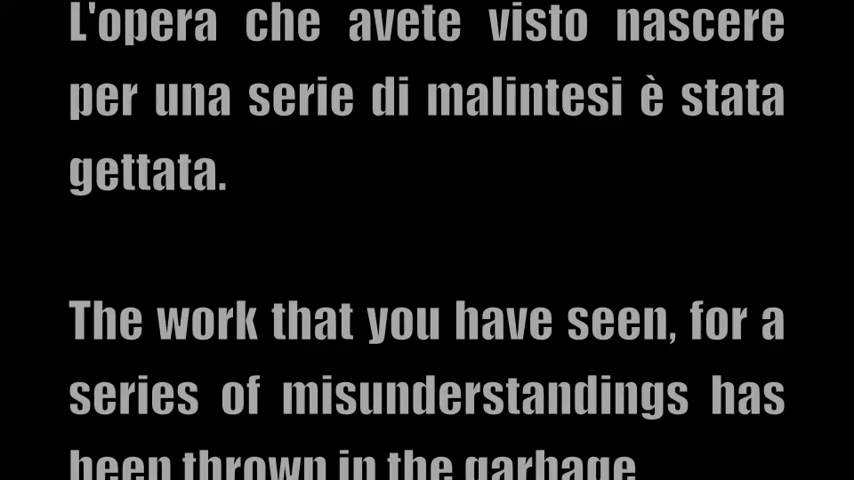 L'opera che avete visto nascere
per una serie di malintesi è stata
gettata.
The work that you have seen, for a
series of misunderstandings has
been thrown in the garbage